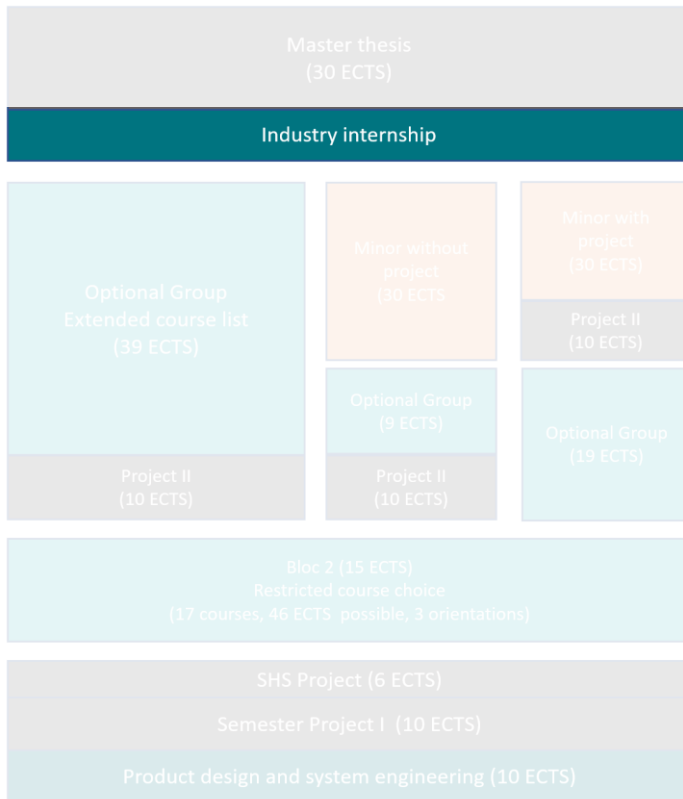 Master thesis
(30 ECTS)
Industry internship
Optional Group
Extended course list
(39 ECTS)
Project II
(10 ECTS)
Minor without
project
(30 ECTS
Optional Group
(9 ECTS)
Project II
(10 ECTS)
Minor with
project
(30 ECTS)
Project II
(10 ECTS)
Optional Group
(19 ECTS)
Bloc 2 (15 ECTS)
Restricted course choice
(17 courses, 46 ECTS possible, 3 orientations)
SHS Project (6 ECTS)
Semester Project I (10 ECTS)
Product design and system engineering (10 ECTS)